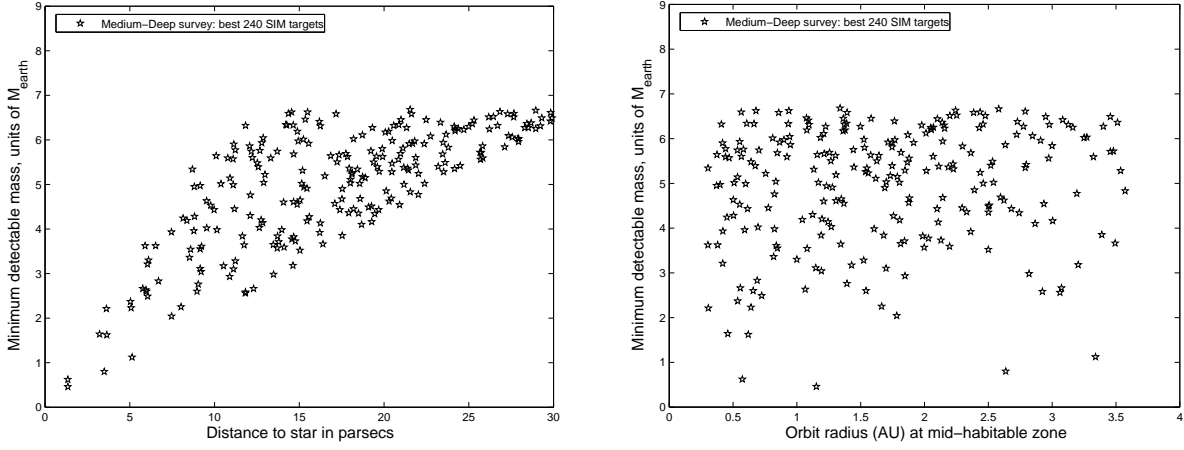 9
8
7
6
5
4
3
2
1
0
0 5 10 15 20 25 30
Minimum detectable mass, units of M_earth
Distance to star in parsecs
Medium−Deep survey: best 240 SIM targets
9
8
7
6
5
4
3
2
1
0
0.5 1 1.5 2 2.5 3 3.5 4
Minimum detectable mass, units of M_earth
Orbit radius (AU) at mid−habitable zone
Medium−Deep survey: best 240 SIM targets